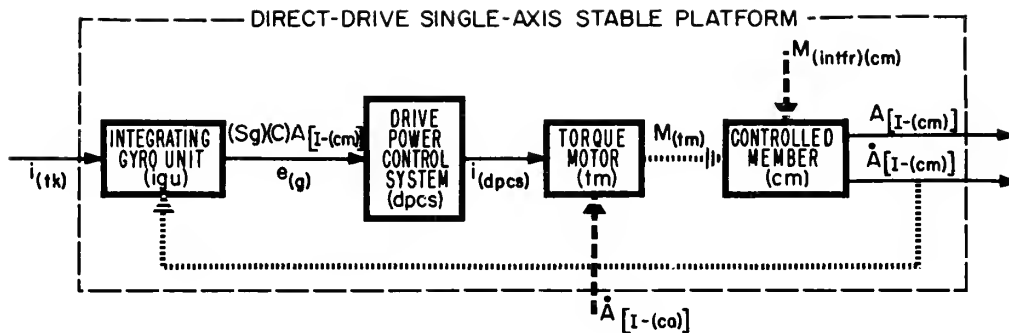 DIRECT-DRIVE SINGLE-AXIS STABLE PLATFORM
M(intfr)(cm)
INTEGRATING
GYRO UNIT
(igu)
(Sg)(C)A[I-(cm)]
e(g)
DRIVE
POWER
CONTROL
SYSTEM
(dpcs)
i(dpcs)
TORQUE
MOTOR
(tm)
M(tm)
CONTROLLED
MEMBER
(cm)
A[I-(cm)]
Ȧ[I-(cm)]
i(tk)
Ȧ[I-(ca)]